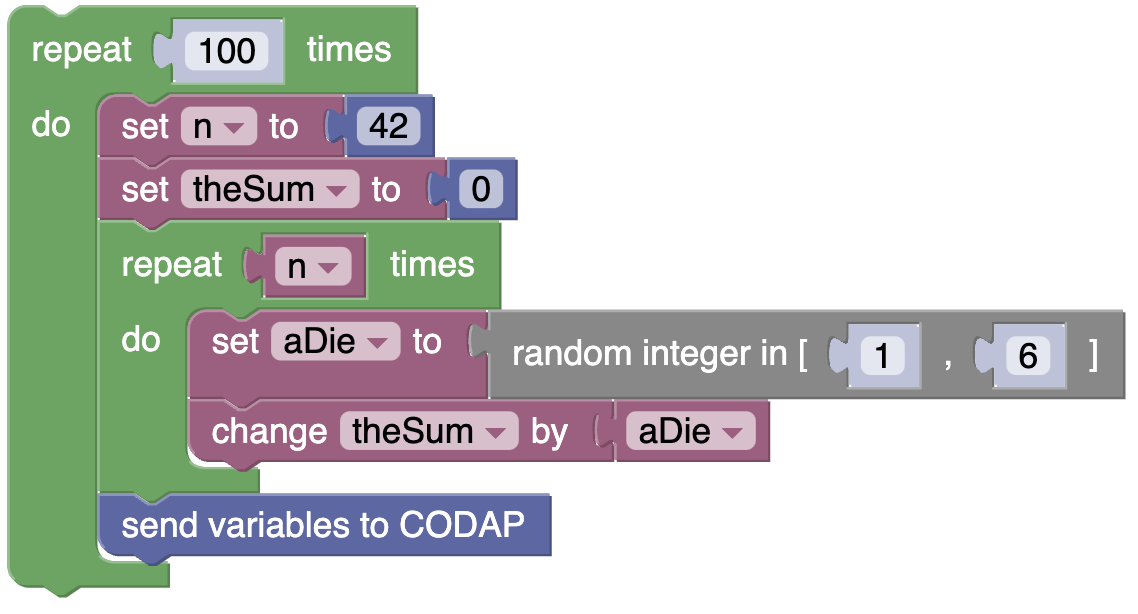 repeat 100 times
do set n to 42
set theSum to 0
repeat n times
do set aDie to random integer in [ 1 , 6 ]
change theSum by aDie
send variables to CODAP